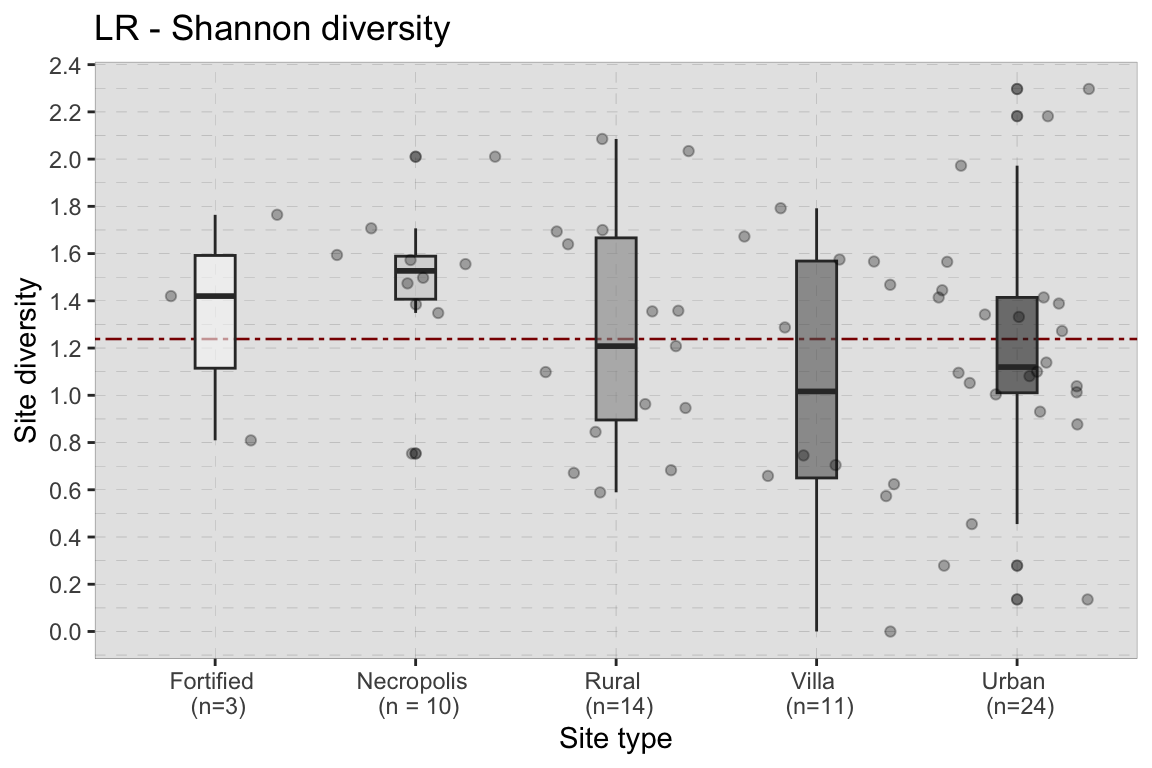 LR - Shannon diversity
Site diversity
2.4
2.2
2.0
1.8
1.6
1.4
1.2
1.0
0.8
0.6
0.4
0.2
0.0
Fortified
(n=3)
Necropolis
(n = 10)
Rural
(n=14)
Villa
(n=11)
Urban
(n=24)
Site type